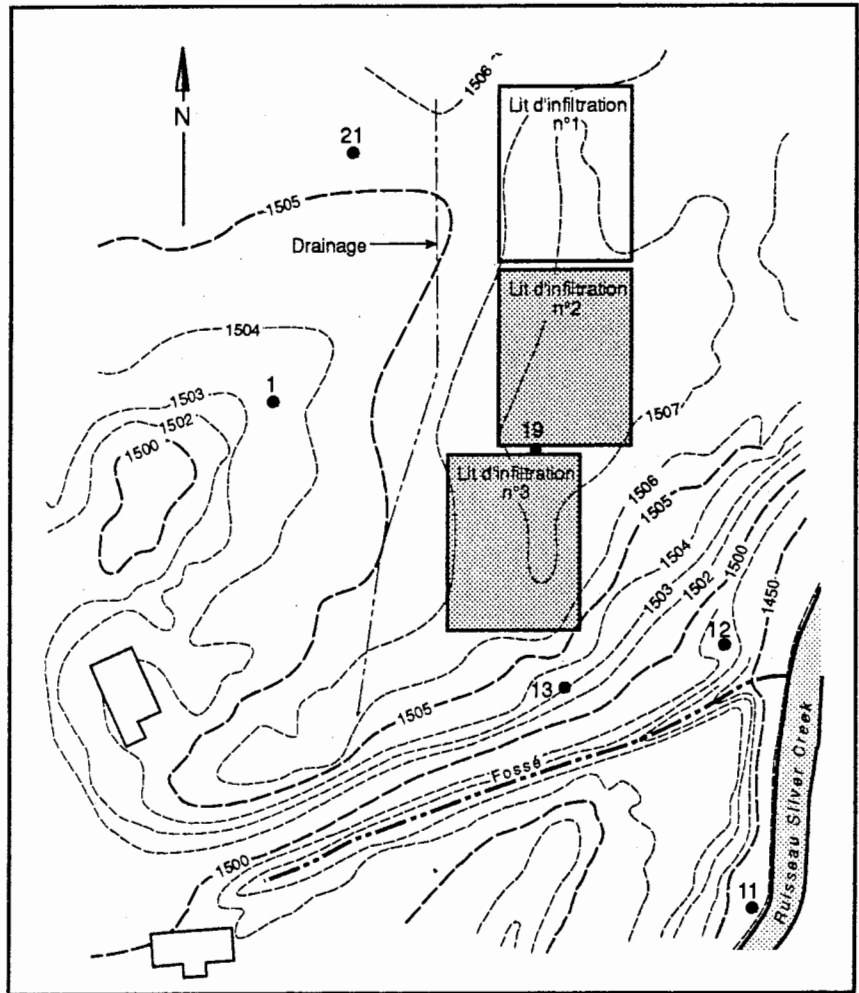 1506
Lit d'infiltration
n°1
N
21
1505
Drainage
Lit d'infiltration
n°2
1504
1503
1
1502
1507
1500
19
Lit d'infiltration
n°3
1506
1505
1504
1500
1503
1502
1450
12
13
1505
Fossé
Ruisseau Silver Creek
1500
11